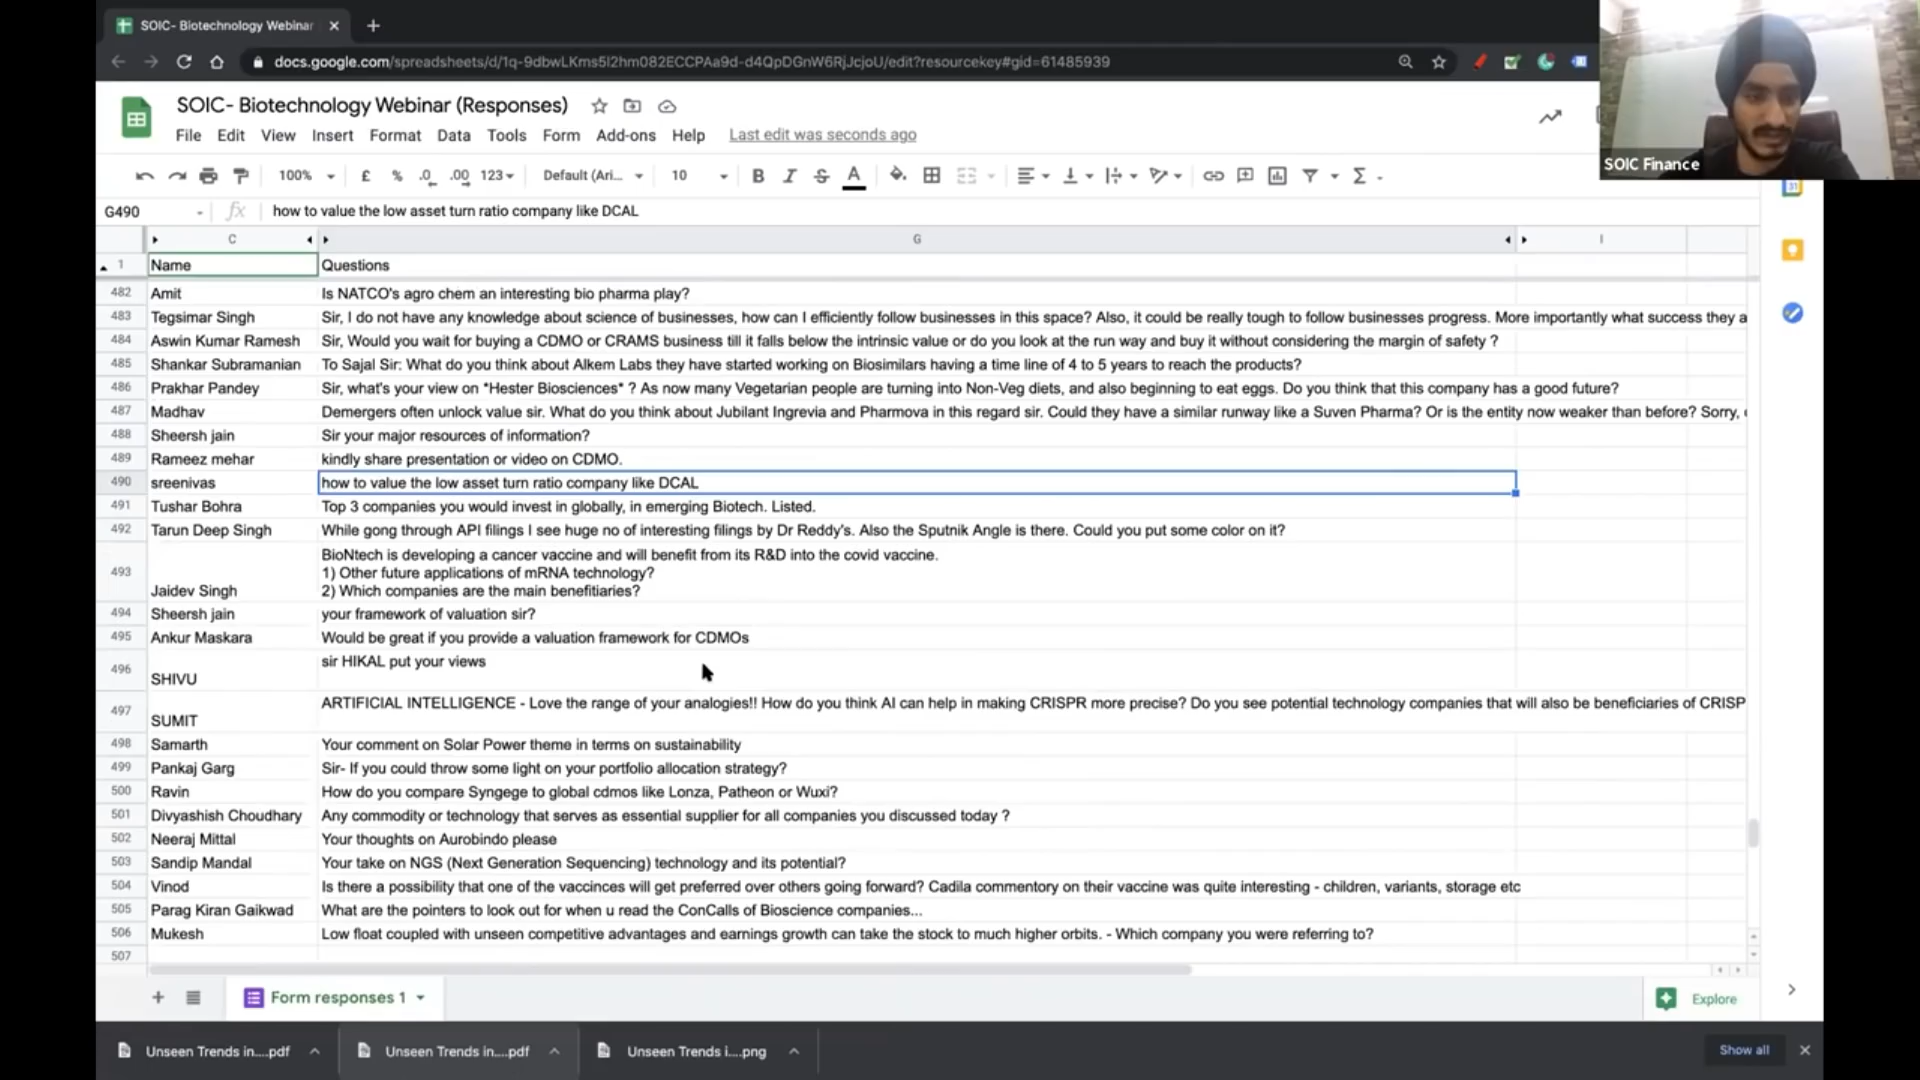 SOIC- Biotechnology Webinar
docs.google.com/spreadsheets/d/1q-9dbwLKms5l2hm082ECCPAa9d-d4QpDGnW6RjJcjoU/edit?resourcekey#gid=61485939
SOIC Finance
SOIC- Biotechnology Webinar (Responses)
File Edit View Insert Format Data Tools Form Add-ons Help Last edit was seconds ago
100% £ % .0 .00 123 Default (Ari... 10 B I S A Σ
31
G490 fx how to value the low asset turn ratio company like DCAL
C G I
1 Name Questions
482 Amit Is NATCO's agro chem an interesting bio pharma play?
483 Tegsimar Singh Sir, I do not have any knowledge about science of businesses, how can I efficiently follow businesses in this space? Also, it could be really tough to follow businesses progress. More importantly what success they a
484 Aswin Kumar Ramesh Sir, Would you wait for buying a CDMO or CRAMS business till it falls below the intrinsic value or do you look at the run way and buy it without considering the margin of safety ?
485 Shankar Subramanian To Sajal Sir: What do you think about Alkem Labs they have started working on Biosimilars having a time line of 4 to 5 years to reach the products?
486 Prakhar Pandey Sir, what's your view on *Hester Biosciences* ? As now many Vegetarian people are turning into Non-Veg diets, and also beginning to eat eggs. Do you think that this company has a good future?
487 Madhav Demergers often unlock value sir. What do you think about Jubilant Ingrevia and Pharmova in this regard sir. Could they have a similar runway like a Suven Pharma? Or is the entity now weaker than before? Sorry,
488 Sheersh jain Sir your major resources of information?
489 Rameez mehar kindly share presentation or video on CDMO.
490 sreenivas how to value the low asset turn ratio company like DCAL
491 Tushar Bohra Top 3 companies you would invest in globally, in emerging Biotech. Listed.
492 Tarun Deep Singh While gong through API filings I see huge no of interesting filings by Dr Reddy's. Also the Sputnik Angle is there. Could you put some color on it?
BioNtech is developing a cancer vaccine and will benefit from its R&D into the covid vaccine.
493 1) Other future applications of mRNA technology?
Jaidev Singh 2) Which companies are the main benefitiaries?
494 Sheersh jain your framework of valuation sir?
495 Ankur Maskara Would be great if you provide a valuation framework for CDMOs
496 sir HIKAL put your views
SHIVU
497 ARTIFICIAL INTELLIGENCE - Love the range of your analogies!! How do you think AI can help in making CRISPR more precise? Do you see potential technology companies that will also be beneficiaries of CRISP
SUMIT
498 Samarth Your comment on Solar Power theme in terms on sustainability
499 Pankaj Garg Sir- If you could throw some light on your portfolio allocation strategy?
500 Ravin How do you compare Syngege to global cdmos like Lonza, Patheon or Wuxi?
501 Divyashish Choudhary Any commodity or technology that serves as essential supplier for all companies you discussed today ?
502 Neeraj Mittal Your thoughts on Aurobindo please
503 Sandip Mandal Your take on NGS (Next Generation Sequencing) technology and its potential?
504 Vinod Is there a possibility that one of the vaccinces will get preferred over others going forward? Cadila commentory on their vaccine was quite interesting - children, variants, storage etc
505 Parag Kiran Gaikwad What are the pointers to look out for when u read the ConCalls of Bioscience companies...
506 Mukesh Low float coupled with unseen competitive advantages and earnings growth can take the stock to much higher orbits. - Which company you were referring to?
507
Form responses 1 Explore
Unseen Trends in....pdf Unseen Trends in....pdf Unseen Trends i....png Show all